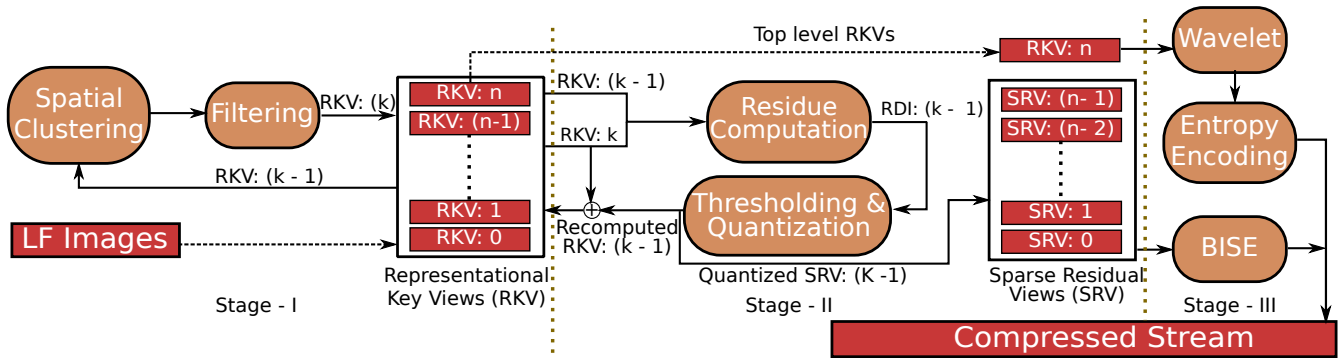 Top level RKVs
RKV: n
Wavelet
Spatial
Clustering
Filtering
RKV: (k)
RKV: n
RKV: (n-1)
RKV: 1
RKV: 0
RKV: (k - 1)
RKV: k
Residue
Computation
RDI: (k - 1)
SRV: (n- 1)
SRV: (n- 2)
SRV: 1
SRV: 0
Entropy
Encoding
RKV: (k - 1)
LF Images
Recomputed
RKV: (k - 1)
Thresholding &
Quantization
Quantized SRV: (K -1)
BISE
Representational
Key Views (RKV)
Sparse Residual
Views (SRV)
Stage - I
Stage - II
Stage - III
Compressed Stream